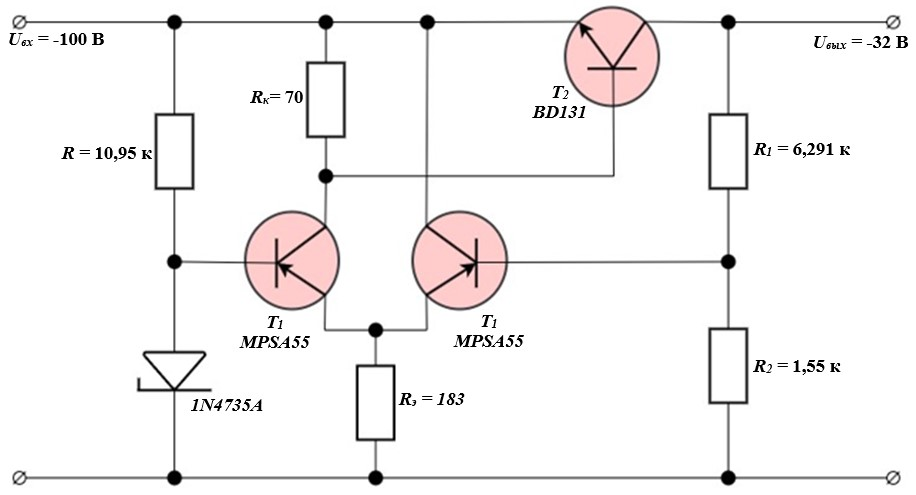 Uвх = -100 В
Uвых = -32 В
Rк= 70
T2
BD131
R = 10,95 к
R1 = 6,291 к
T1
MPSA55
T1
MPSA55
R2 = 1,55 к
1N4735A
Rэ = 183